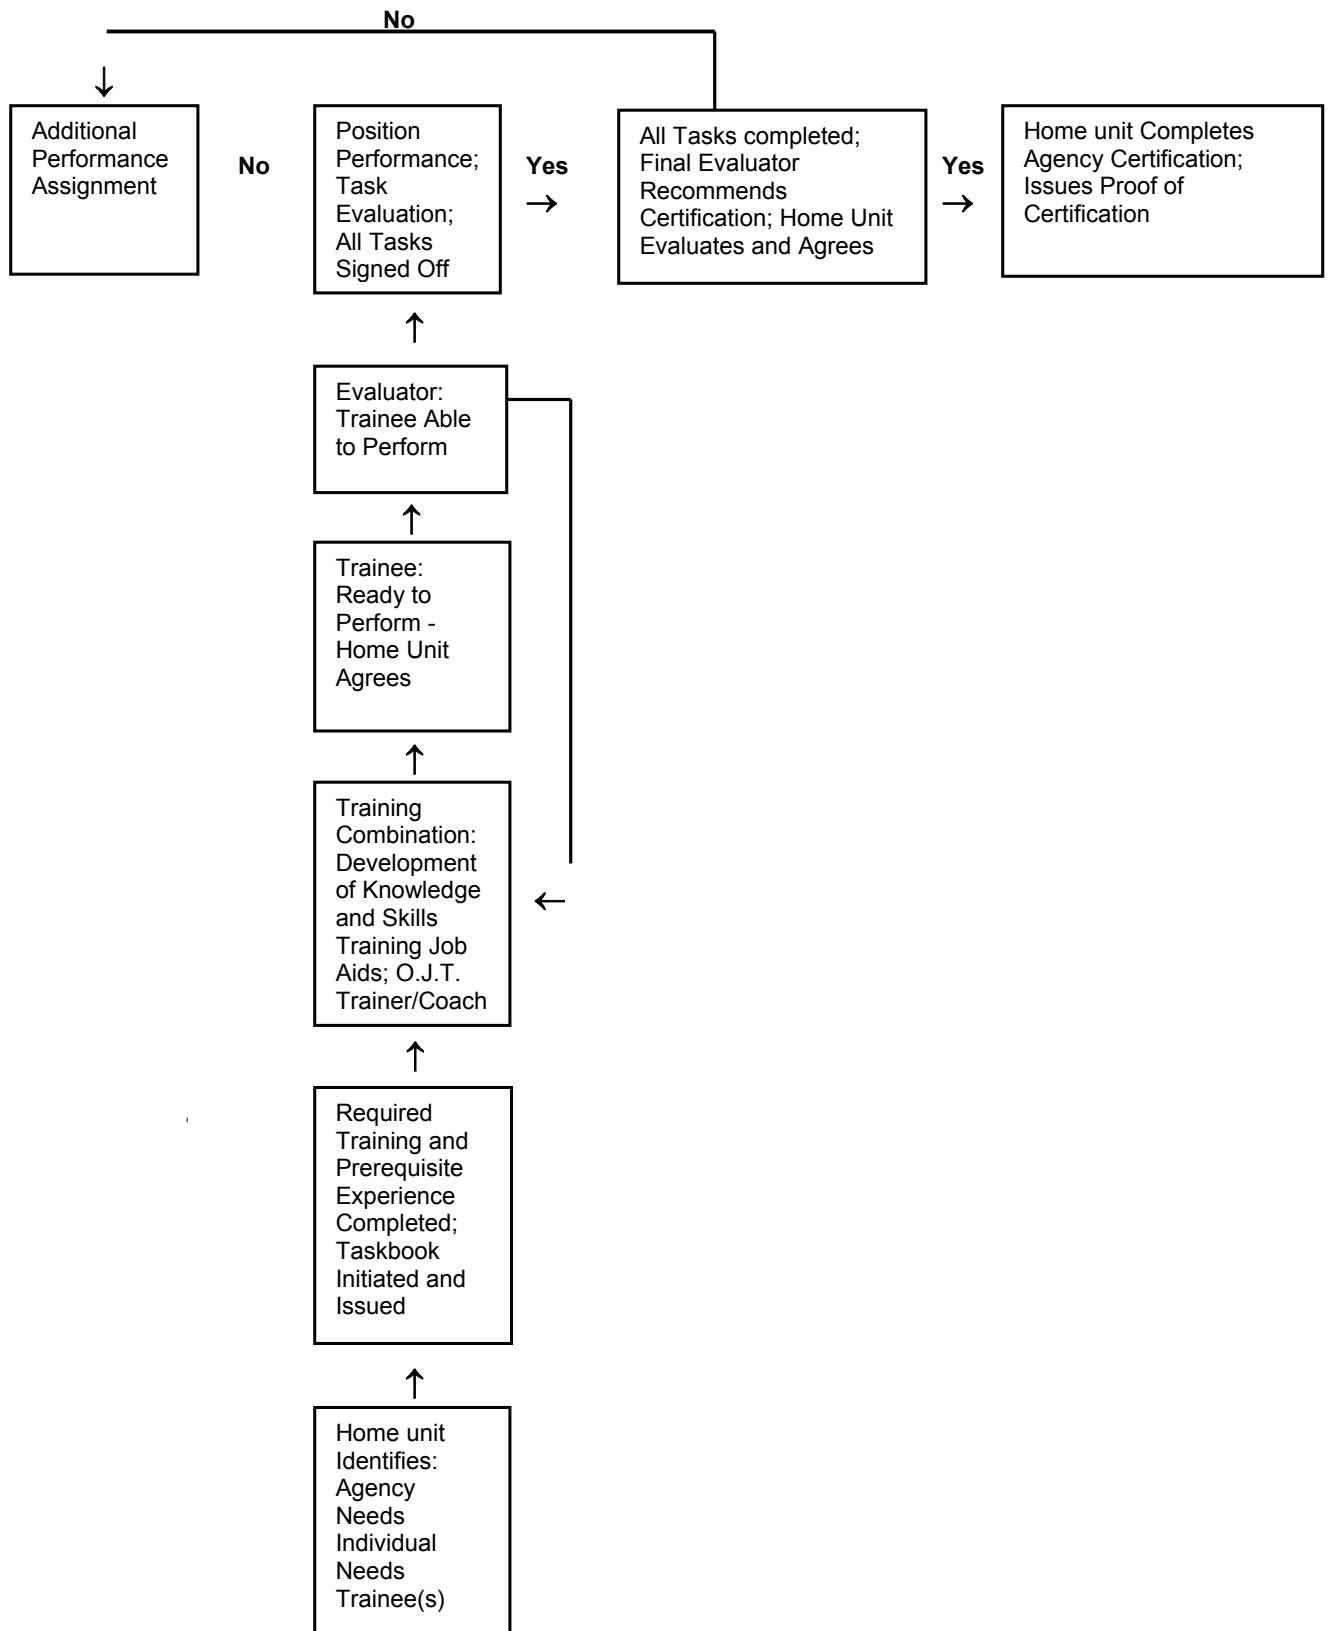 No
Additional
Performance
Assignment
No
Position
Performance;
Task
Evaluation;
All Tasks
Signed Off
Yes
All Tasks completed;
Final Evaluator
Recommends
Certification; Home Unit
Evaluates and Agrees
Yes
Home unit Completes
Agency Certification;
Issues Proof of
Certification
Evaluator:
Trainee Able
to Perform
Trainee:
Ready to
Perform -
Home Unit
Agrees
Training
Combination:
Development
of Knowledge
and Skills
Training Job
Aids; O.J.T.
Trainer/Coach
Required
Training and
Prerequisite
Experience
Completed;
Taskbook
Initiated and
Issued
Home unit
Identifies:
Agency
Needs
Individual
Needs
Trainee(s)